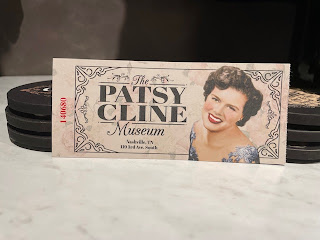 The
PATSY
CLINE
Museum
Nashville, TN
119 3rd Ave. South
140680